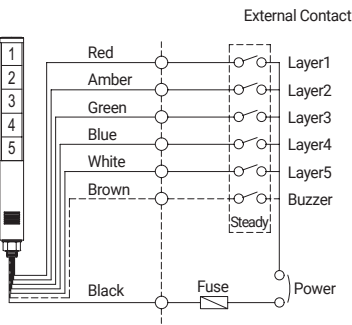 External Contact
1
2
3
4
5
Red
Layer1
Amber
Layer2
Green
Layer3
Blue
Layer4
White
Layer5
Brown
Buzzer
Steady
Black
Fuse
Power